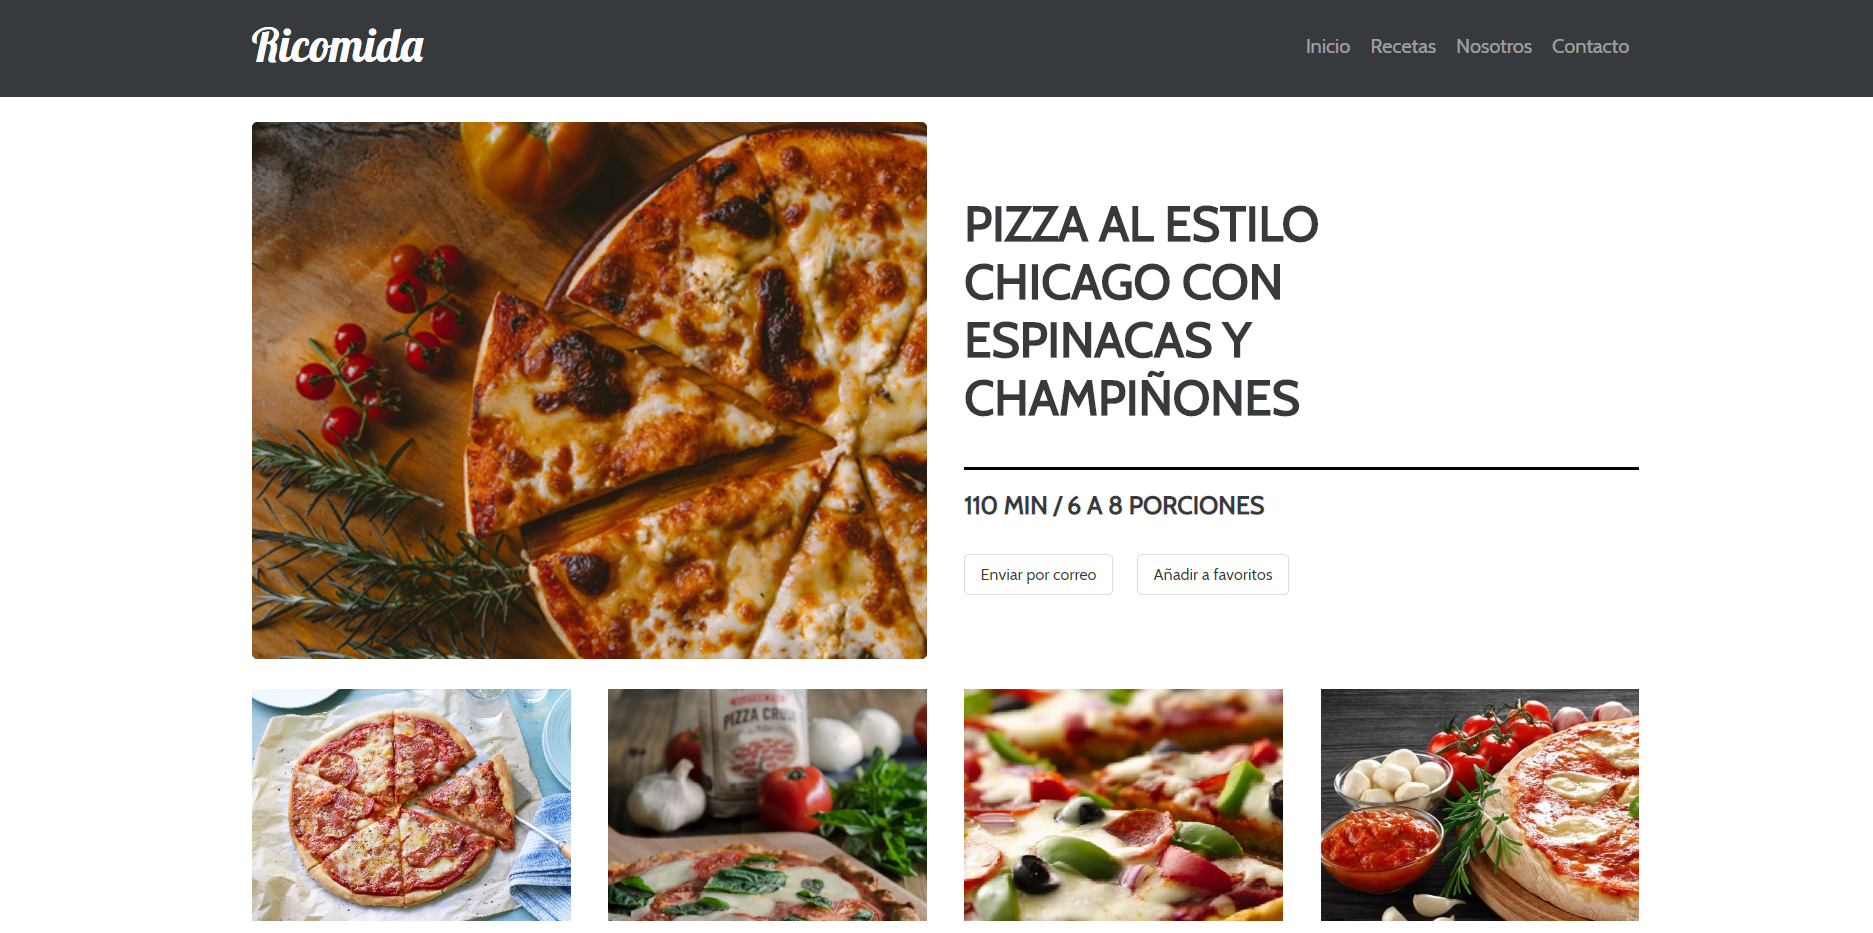 Ricomida
Inicio Recetas Nosotros Contacto
PIZZA AL ESTILO
CHICAGO CON
ESPINACAS Y
CHAMPIÑONES
110 MIN / 6 A 8 PORCIONES
Enviar por correo Añadir a favoritos
PIZZA CRUST